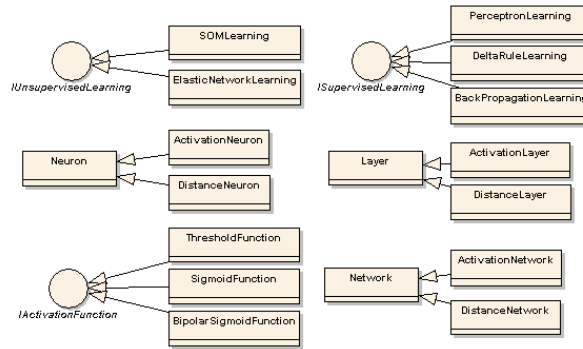 SOMLearning
ElasticNetworkLearning
IUnsupervisedLearning
PerceptronLearning
DeltaRuleLearning
BackPropagationLearning
ISupervisedLearning
Neuron
ActivationNeuron
DistanceNeuron
Layer
ActivationLayer
DistanceLayer
ThresholdFunction
SigmoidFunction
BipolarSigmoidFunction
IActivationFunction
Network
ActivationNetwork
DistanceNetwork